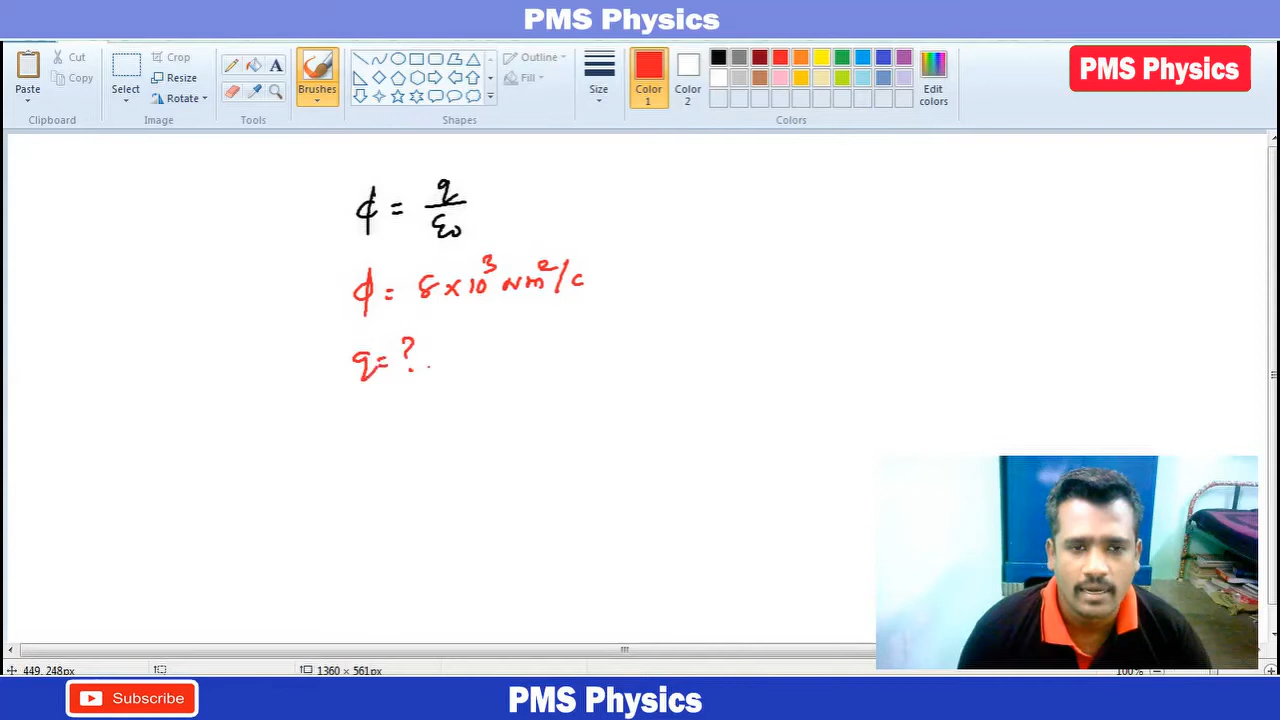 PMS Physics
PMS Physics
Cut
Copy
Paste
Clipboard
Select
Crop
Resize
Rotate
Image
Tools
Brushes
Shapes
Outline
Fill
Size
Color 1
Color 2
Edit colors
Colors
ϕ = q/ε0
ϕ = 8×10³ Nm²/C
q = ?
449, 248px
1360 × 561px
100%
Subscribe
PMS Physics